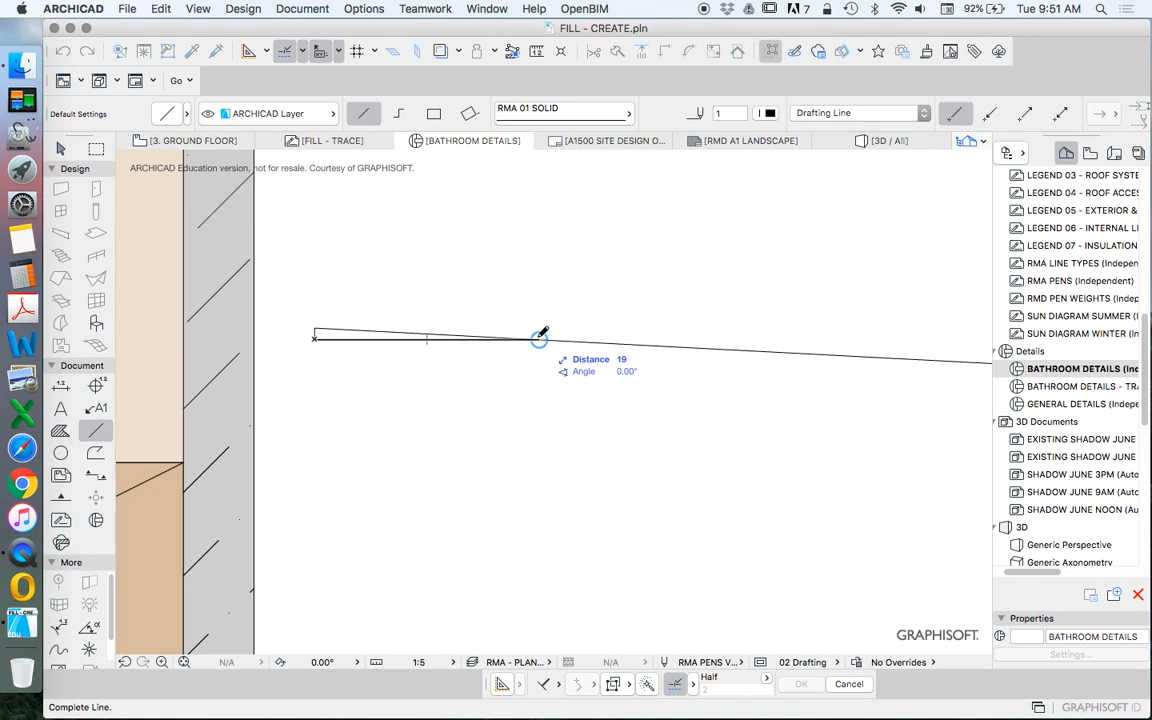 ARCHICAD File Edit View Design Document Options Teamwork Window Help OpenBIM
7 92% Tue 9:51 AM
FILL - CREATE.pln
Go
Default Settings
ARCHICAD Layer
RMA 01 SOLID
1
Drafting Line
[3. GROUND FLOOR]
[FILL - TRACE]
[BATHROOM DETAILS]
[A1500 SITE DESIGN O...
[RMD A1 LANDSCAPE]
[3D / All]
ARCHICAD Education version, not for resale. Courtesy of GRAPHISOFT.
Design
Document
More
Distance 19
Angle 0.00°
LEGEND 03 - ROOF SYSTE
LEGEND 04 - ROOF ACCES
LEGEND 05 - EXTERIOR &
LEGEND 06 - INTERNAL LI
LEGEND 07 - INSULATION
RMA LINE TYPES (Indepen
RMA PENS (Independent)
RMD PEN WEIGHTS (Indepen
SUN DIAGRAM SUMMER (
SUN DIAGRAM WINTER (In
Details
BATHROOM DETAILS (Ind
BATHROOM DETAILS - TRA
GENERAL DETAILS (Indepe
3D Documents
EXISTING SHADOW JUNE
EXISTING SHADOW JUNE
SHADOW JUNE 3PM (Auto
SHADOW JUNE 9AM (Auto
SHADOW JUNE NOON (Au
3D
Generic Perspective
Generic Axonometry
Properties
BATHROOM DETAILS
Settings...
GRAPHISOFT.
N/A 0.00° 1:5 RMA - PLAN... N/A RMA PENS V... 02 Drafting No Overrides
Half
2
OK
Cancel
Complete Line.
GRAPHISOFT ID